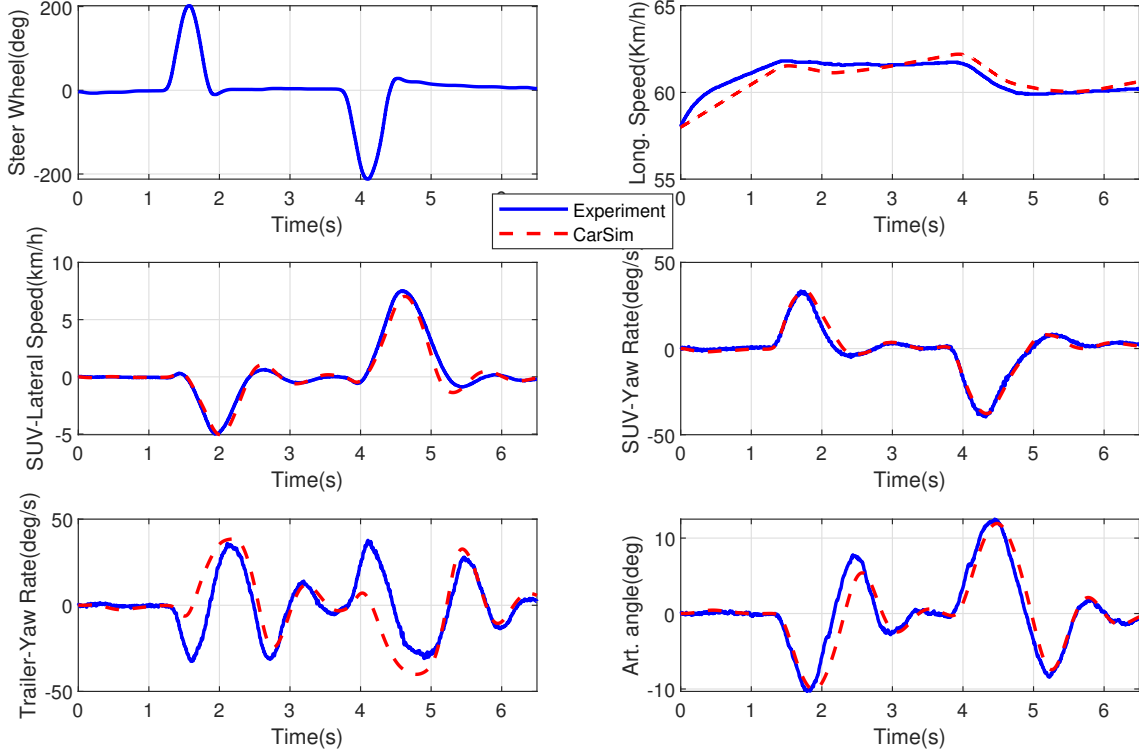 Steer Wheel(deg)
200
0
-200
0 1 2 3 4 5
Time(s)
Long. Speed(Km/h)
65
60
55
0 1 2 3 4 5 6
Time(s)
Experiment
CarSim
SUV-Lateral Speed(km/h)
10
5
0
-5
0 1 2 3 4 5 6
Time(s)
SUV-Yaw Rate(deg/s)
50
0
-50
0 1 2 3 4 5 6
Time(s)
Trailer-Yaw Rate(deg/s)
50
0
-50
0 1 2 3 4 5 6
Time(s)
Art. angle(deg)
10
0
-10
0 1 2 3 4 5 6
Time(s)